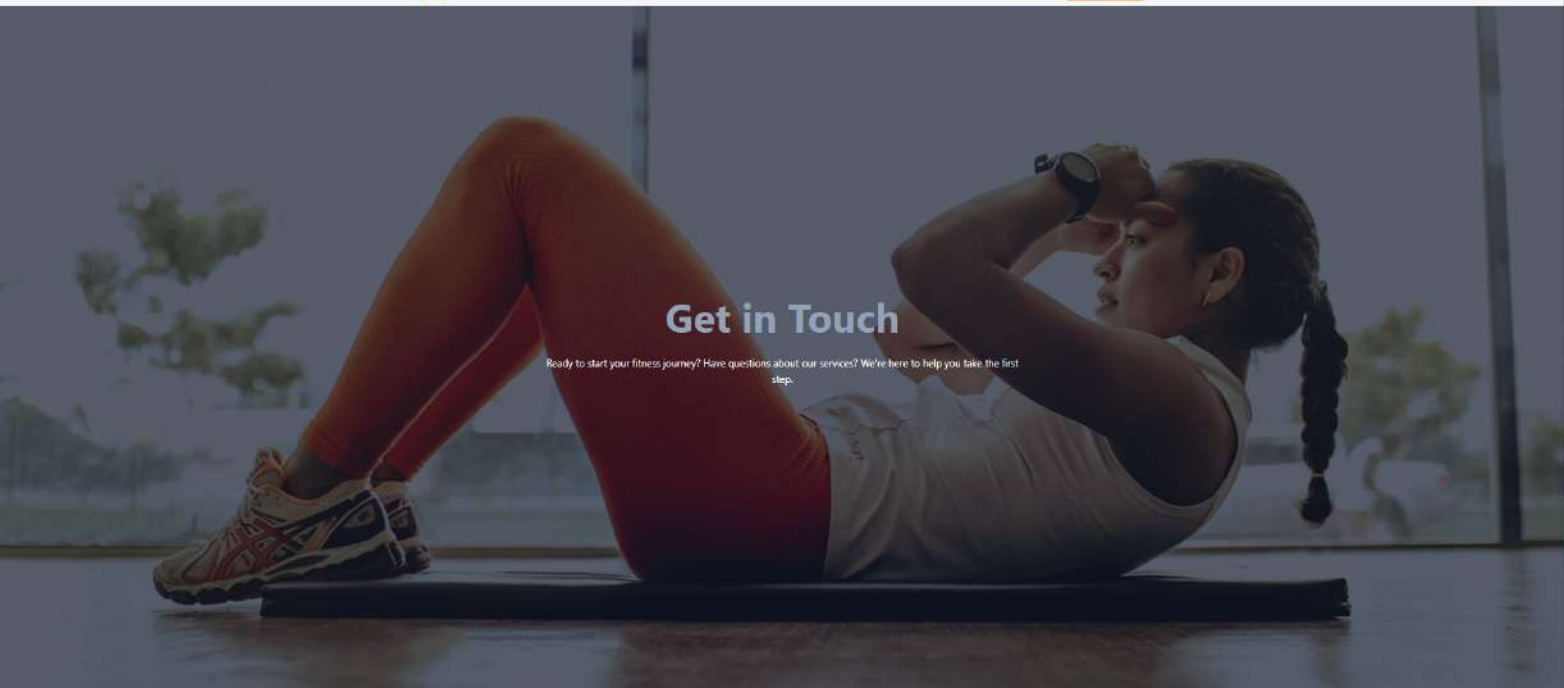 Get in Touch
Ready to start your fitness journey? Have questions about our services? We're here to help you take the first
step.